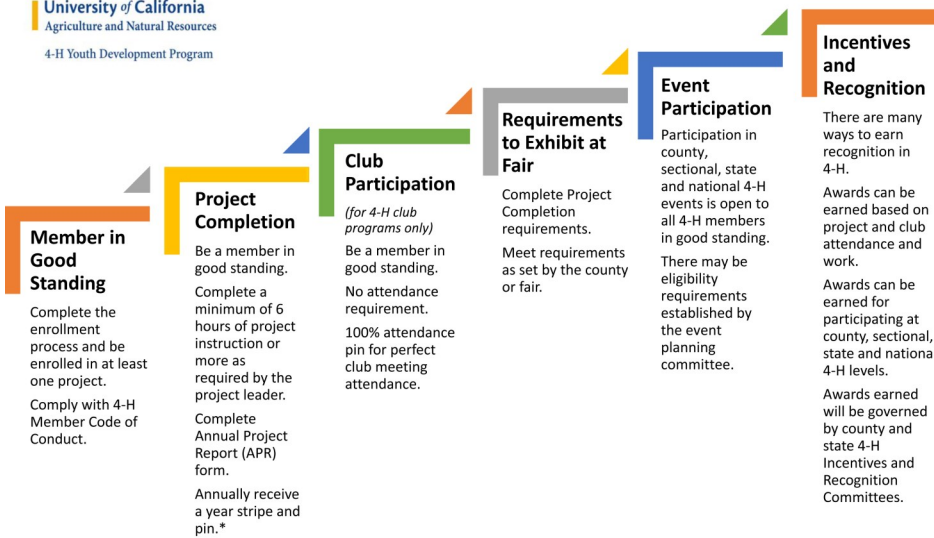 University of California
Agriculture and Natural Resources
4-H Youth Development Program
Member in
Good
Standing
Complete the
enrollment
process and be
enrolled in at least
one project.
Comply with 4-H
Member Code of
Conduct.
Project
Completion
Be a member in
good standing.
Complete a
minimum of 6
hours of project
instruction or
more as
required by the
project leader.
Complete
Annual Project
Report (APR)
form.
Annually receive
a year stripe and
pin.*
Club
Participation
(for 4-H club
programs only)
Be a member in
good standing.
No attendance
requirement.
100% attendance
pin for perfect
club meeting
attendance.
Requirements
to Exhibit at
Fair
Complete Project
Completion
requirements.
Meet requirements
as set by the county
or fair.
Event
Participation
Participation in
county,
sectional, state
and national 4-H
events is open to
all 4-H members
in good standing.
There may be
eligibility
requirements
established by
the event
planning
committee.
Incentives
and
Recognition
There are many
ways to earn
recognition in
4-H.
Awards can be
earned based on
project and club
attendance and
work.
Awards can be
earned for
participating at
county, sectional,
state and nationa
4-H levels.
Awards earned
will be governed
by county and
state 4-H
Incentives and
Recognition
Committees.